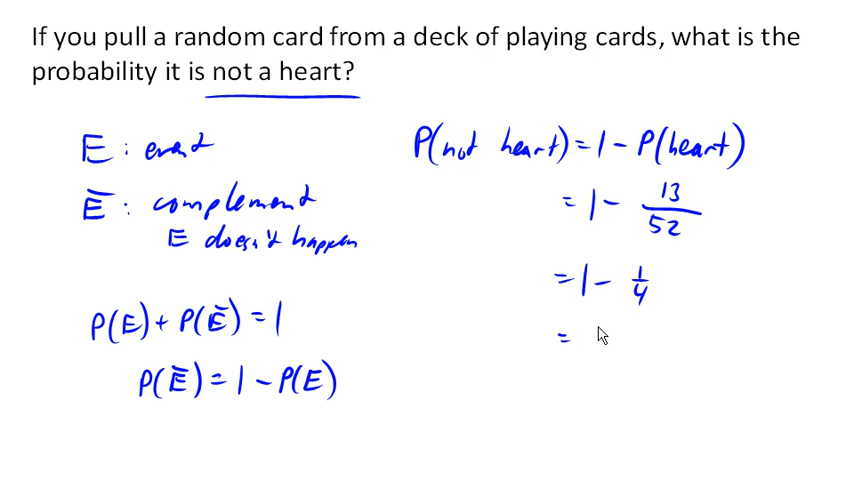 If you pull a random card from a deck of playing cards, what is the
probability it is not a heart?
E : event
Ē : complement
E doesn't happen
P(E) + P(Ē) = 1
P(Ē) = 1 - P(E)
P(not heart) = 1 - P(heart)
= 1 - 13/52
= 1 - 1/4
=